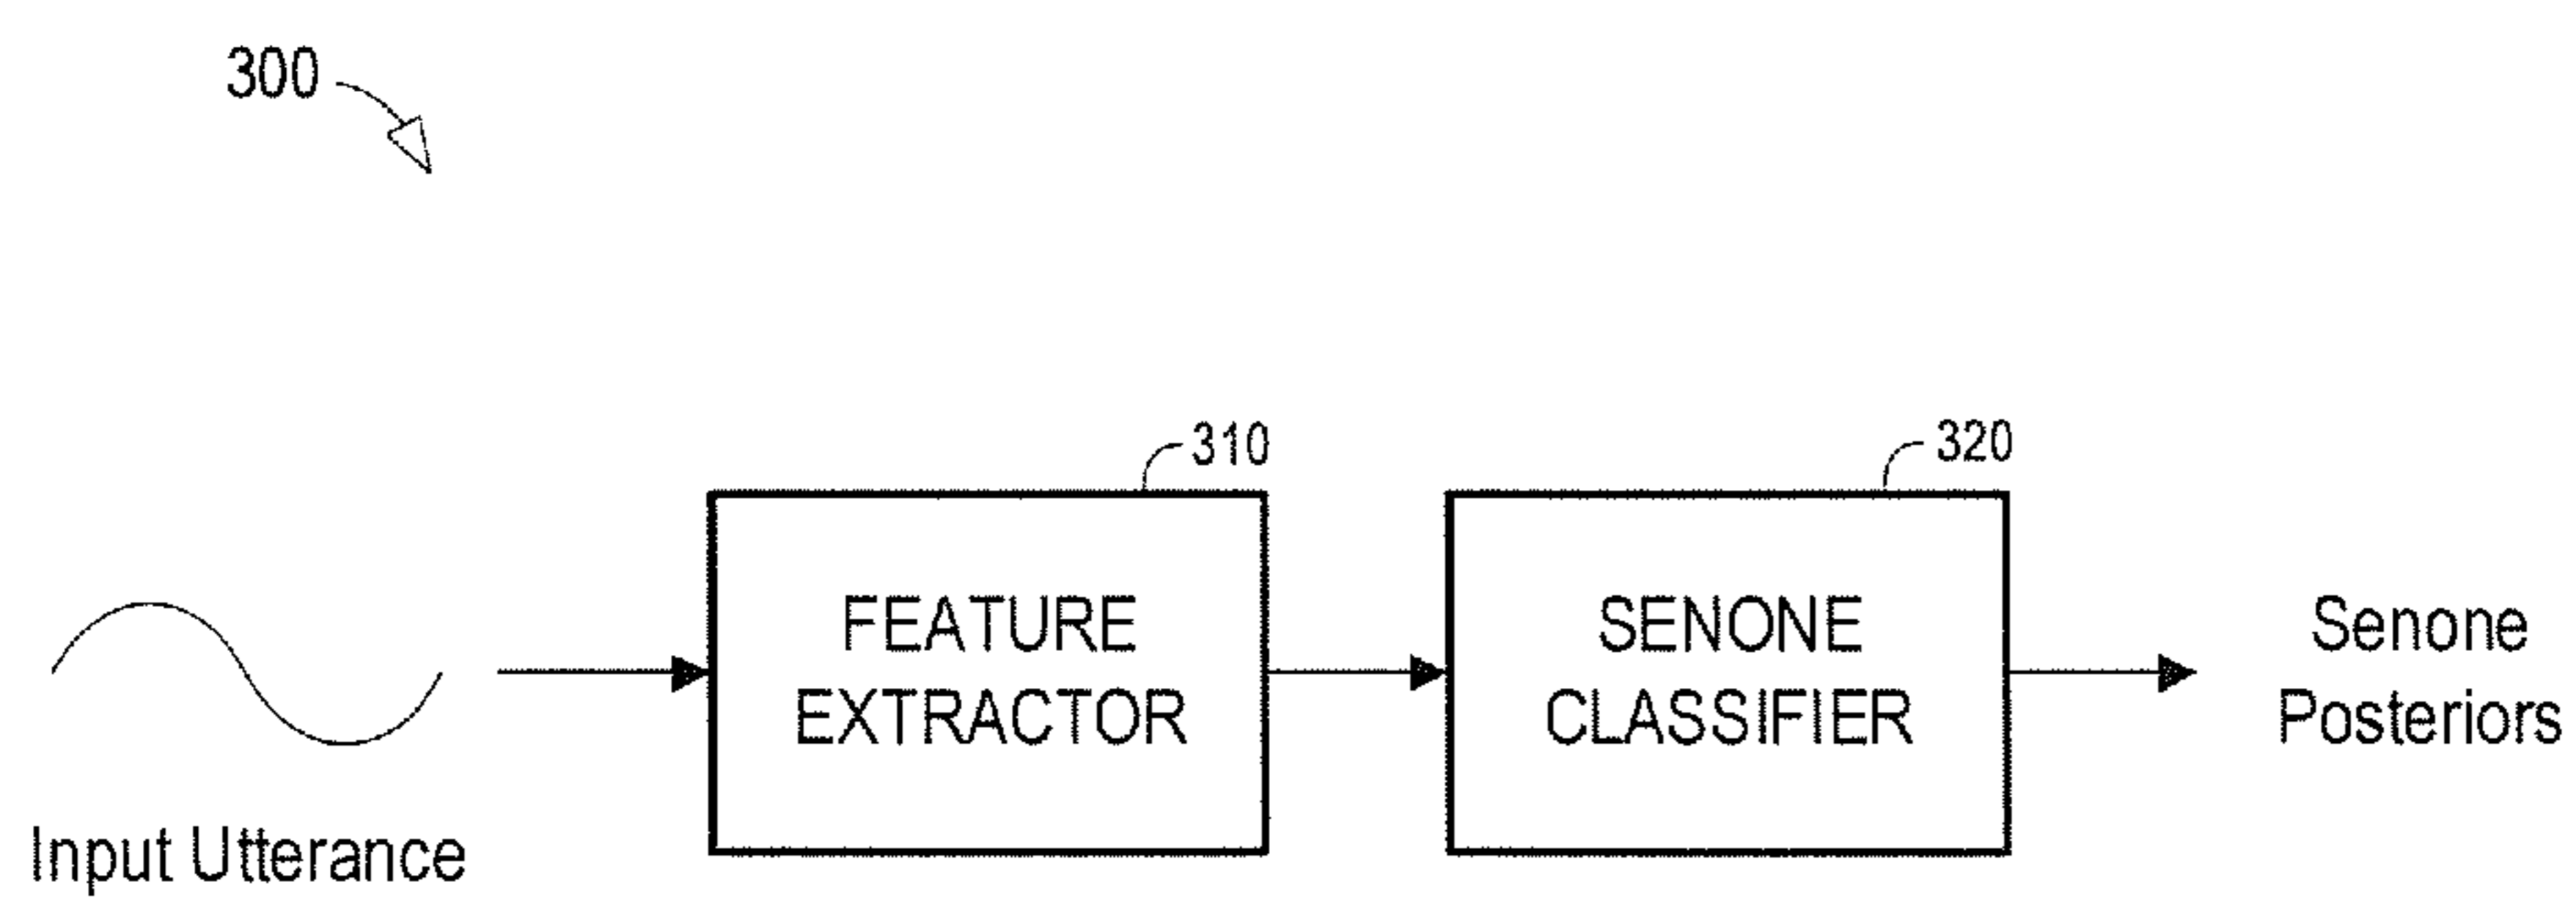 300
310
320
FEATURE
EXTRACTOR
SENONE
CLASSIFIER
Senone
Posteriors
Input Utterance